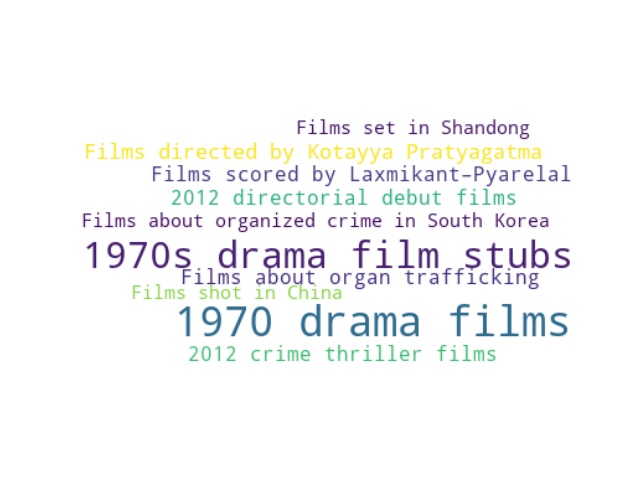 Films set in Shandong
Films directed by Kotayya Pratyagatma
Films scored by Laxmikant–Pyarelal
2012 directorial debut films
Films about organized crime in South Korea
1970s drama film stubs
Films about organ trafficking
Films shot in China
1970 drama films
2012 crime thriller films